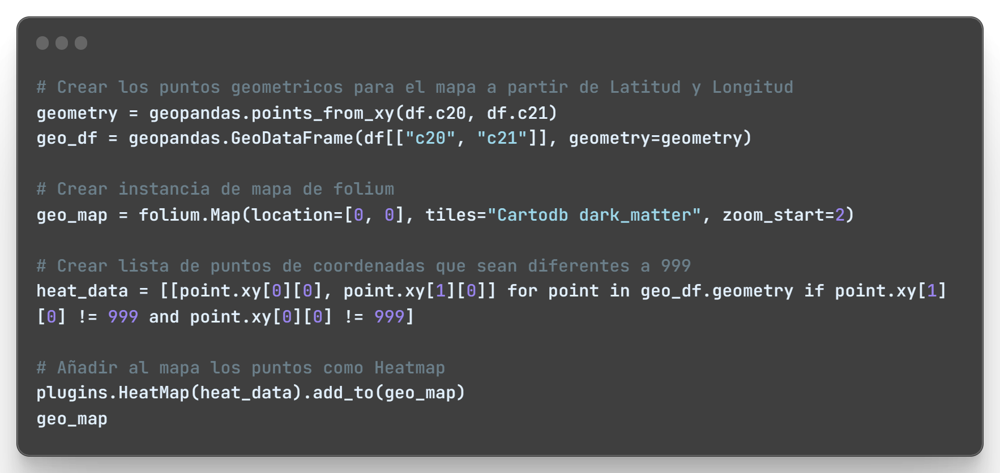 # Crear los puntos geometricos para el mapa a partir de Latitud y Longitud
geometry = geopandas.points_from_xy(df.c20, df.c21)
geo_df = geopandas.GeoDataFrame(df[["c20", "c21"]], geometry=geometry)
# Crear instancia de mapa de folium
geo_map = folium.Map(location=[0, 0], tiles="Cartodb dark_matter", zoom_start=2)
# Crear lista de puntos de coordenadas que sean diferentes a 999
heat_data = [[point.xy[0][0], point.xy[1][0]] for point in geo_df.geometry if point.xy[1]
[0] != 999 and point.xy[0][0] != 999]
# Añadir al mapa los puntos como Heatmap
plugins.HeatMap(heat_data).add_to(geo_map)
geo_map